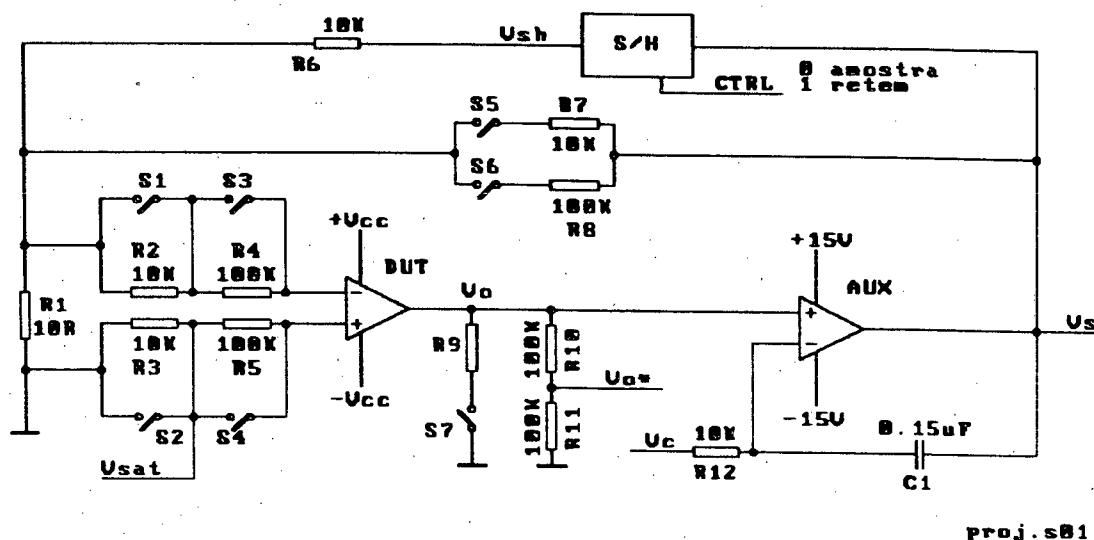 10K
Vsh
S/H
R6
CTRL
0 amostra
1 retem
S5
R7
10K
S6
100K
R8
S1
S3
R2
10K
R4
100K
+Vcc
DUT
R1
10R
10K
R3
100K
R5
-Vcc
S2
S4
Vsat
Vo
R9
S7
100K
R10
Vo*
100K
R11
+15V
AUX
-15V
Vs
Vc
10K
R12
0.15uF
C1
proj.s01